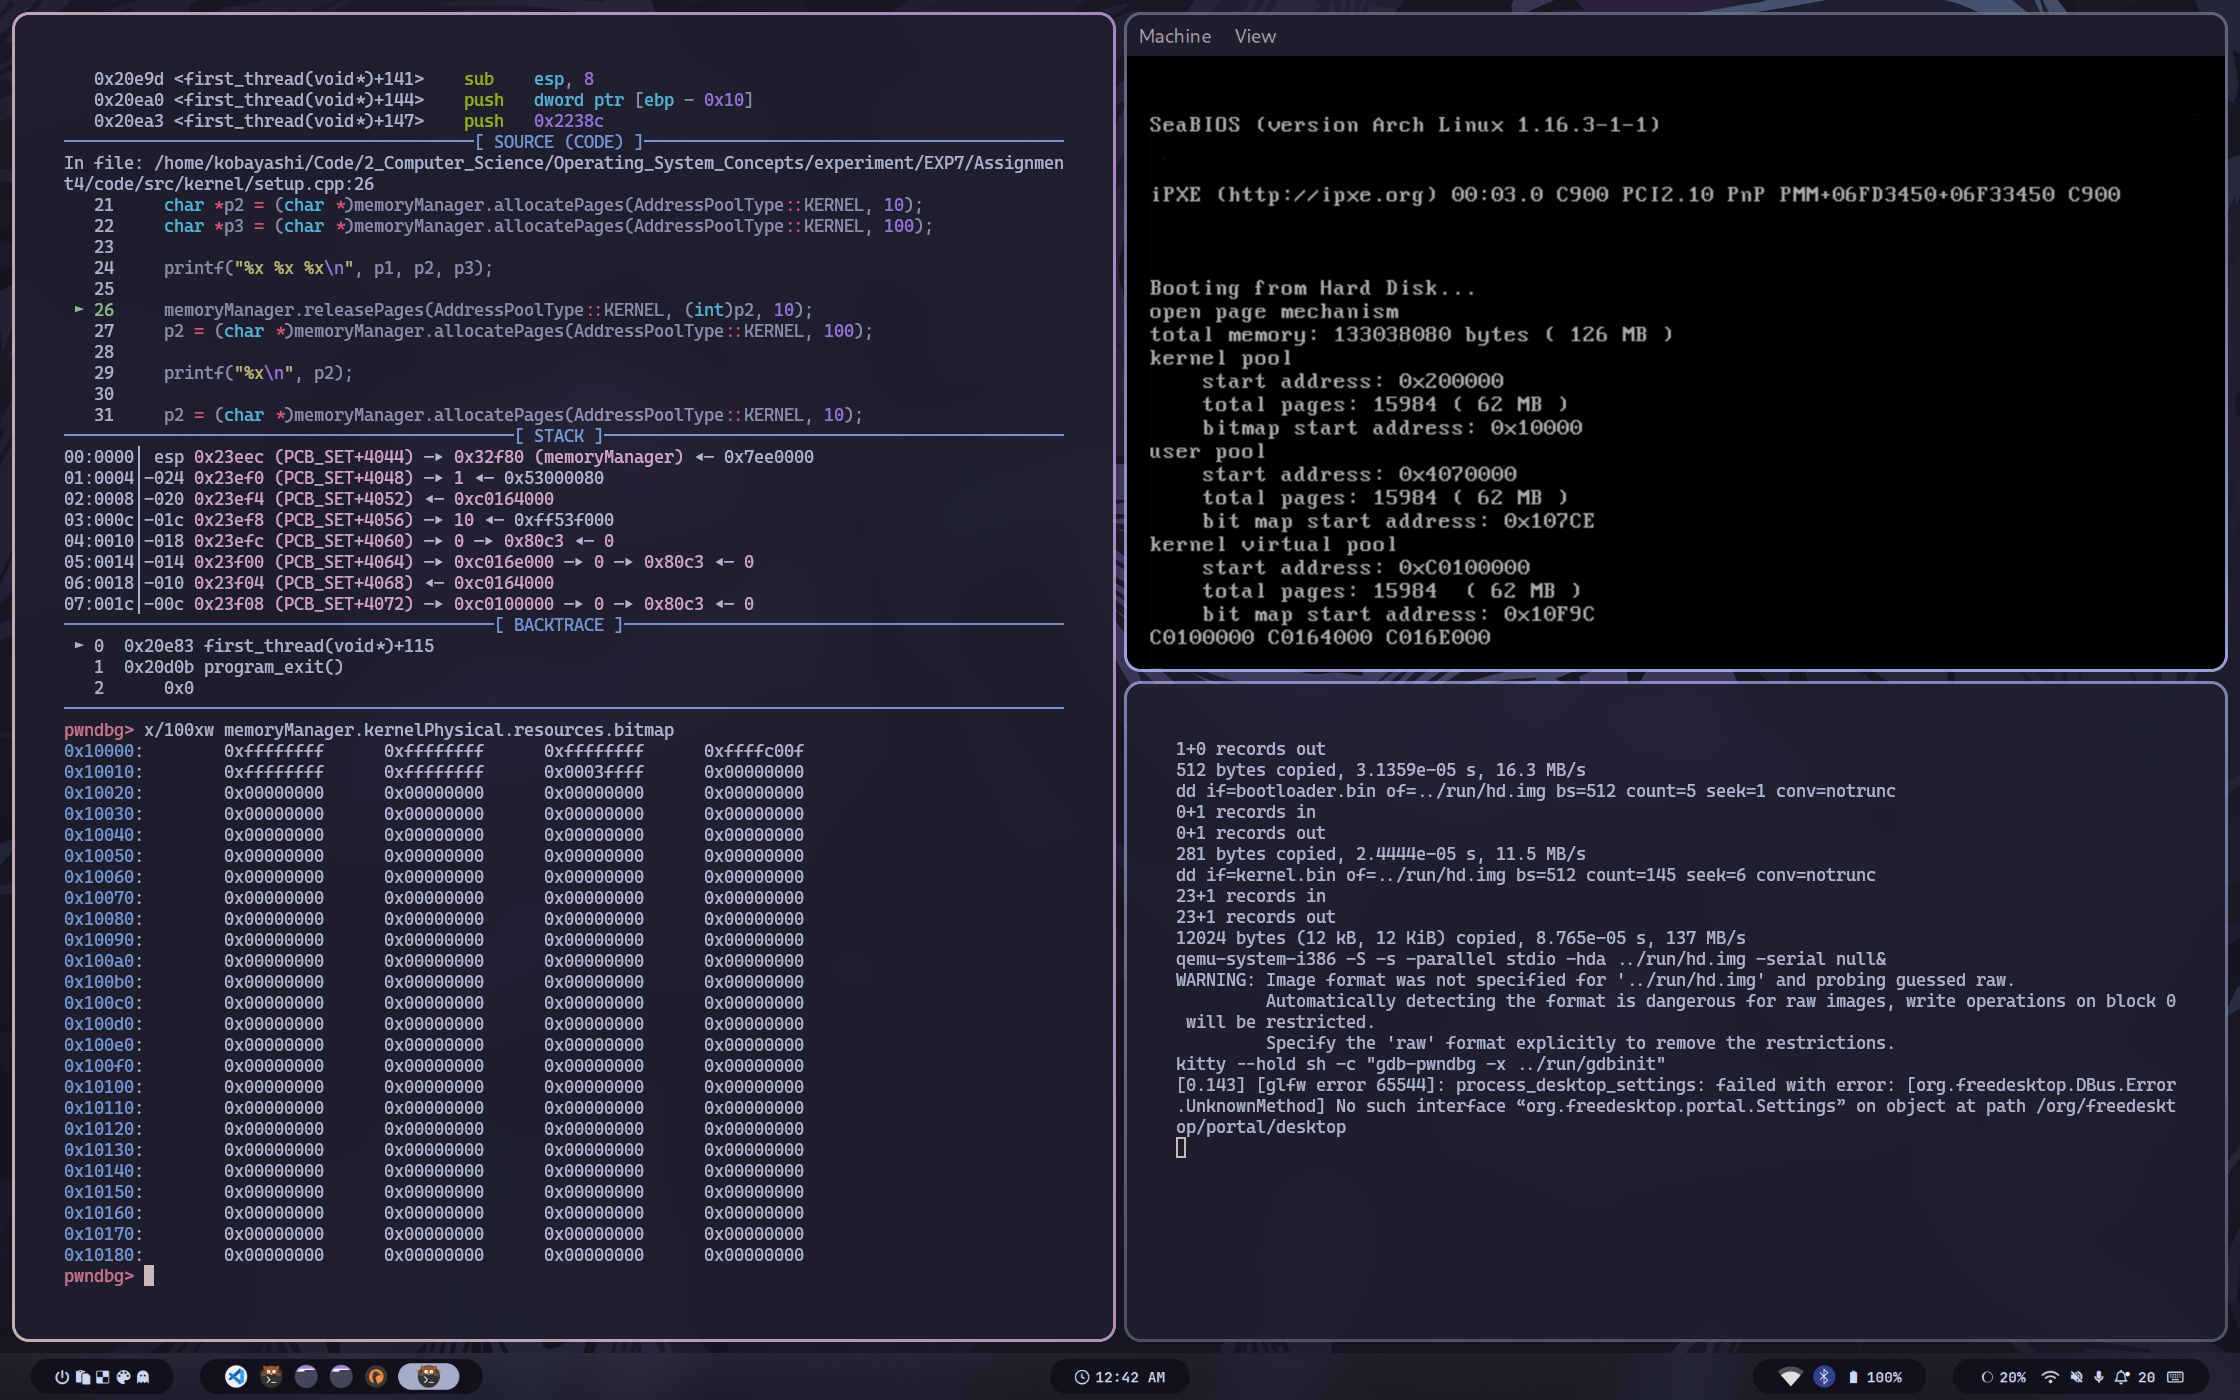 0x20e9d <first_thread(void*)+141>    sub    esp, 8
0x20ea0 <first_thread(void*)+144>    push   dword ptr [ebp - 0x10]
0x20ea3 <first_thread(void*)+147>    push   0x2238c
[ SOURCE (CODE) ]
In file: /home/kobayashi/Code/2_Computer_Science/Operating_System_Concepts/experiment/EXP7/Assignmen
t4/code/src/kernel/setup.cpp:26
21     char *p2 = (char *)memoryManager.allocatePages(AddressPoolType::KERNEL, 10);
22     char *p3 = (char *)memoryManager.allocatePages(AddressPoolType::KERNEL, 100);
23
24     printf("%x %x %x\n", p1, p2, p3);
25
► 26     memoryManager.releasePages(AddressPoolType::KERNEL, (int)p2, 10);
27     p2 = (char *)memoryManager.allocatePages(AddressPoolType::KERNEL, 100);
28
29     printf("%x\n", p2);
30
31     p2 = (char *)memoryManager.allocatePages(AddressPoolType::KERNEL, 10);
[ STACK ]
00:0000│ esp 0x23eec (PCB_SET+4044) —▸ 0x32f80 (memoryManager) ◂— 0x7ee0000
01:0004│-024 0x23ef0 (PCB_SET+4048) —▸ 1 ◂— 0x53000080
02:0008│-020 0x23ef4 (PCB_SET+4052) ◂— 0xc0164000
03:000c│-01c 0x23ef8 (PCB_SET+4056) —▸ 10 ◂— 0xff53f000
04:0010│-018 0x23efc (PCB_SET+4060) —▸ 0 —▸ 0x80c3 ◂— 0
05:0014│-014 0x23f00 (PCB_SET+4064) —▸ 0xc016e000 —▸ 0 —▸ 0x80c3 ◂— 0
06:0018│-010 0x23f04 (PCB_SET+4068) ◂— 0xc0164000
07:001c│-00c 0x23f08 (PCB_SET+4072) —▸ 0xc0100000 —▸ 0 —▸ 0x80c3 ◂— 0
[ BACKTRACE ]
► 0  0x20e83 first_thread(void*)+115
1  0x20d0b program_exit()
2      0x0
pwndbg> x/100xw memoryManager.kernelPhysical.resources.bitmap
0x10000:        0xffffffff      0xffffffff      0xffffffff      0xffffc00f
0x10010:        0xffffffff      0xffffffff      0x0003ffff      0x00000000
0x10020:        0x00000000      0x00000000      0x00000000      0x00000000
0x10030:        0x00000000      0x00000000      0x00000000      0x00000000
0x10040:        0x00000000      0x00000000      0x00000000      0x00000000
0x10050:        0x00000000      0x00000000      0x00000000      0x00000000
0x10060:        0x00000000      0x00000000      0x00000000      0x00000000
0x10070:        0x00000000      0x00000000      0x00000000      0x00000000
0x10080:        0x00000000      0x00000000      0x00000000      0x00000000
0x10090:        0x00000000      0x00000000      0x00000000      0x00000000
0x100a0:        0x00000000      0x00000000      0x00000000      0x00000000
0x100b0:        0x00000000      0x00000000      0x00000000      0x00000000
0x100c0:        0x00000000      0x00000000      0x00000000      0x00000000
0x100d0:        0x00000000      0x00000000      0x00000000      0x00000000
0x100e0:        0x00000000      0x00000000      0x00000000      0x00000000
0x100f0:        0x00000000      0x00000000      0x00000000      0x00000000
0x10100:        0x00000000      0x00000000      0x00000000      0x00000000
0x10110:        0x00000000      0x00000000      0x00000000      0x00000000
0x10120:        0x00000000      0x00000000      0x00000000      0x00000000
0x10130:        0x00000000      0x00000000      0x00000000      0x00000000
0x10140:        0x00000000      0x00000000      0x00000000      0x00000000
0x10150:        0x00000000      0x00000000      0x00000000      0x00000000
0x10160:        0x00000000      0x00000000      0x00000000      0x00000000
0x10170:        0x00000000      0x00000000      0x00000000      0x00000000
0x10180:        0x00000000      0x00000000      0x00000000      0x00000000
pwndbg>
Machine  View
SeaBIOS (version Arch Linux 1.16.3-1-1)
iPXE (http://ipxe.org) 00:03.0 C900 PCI2.10 PnP PMM+06FD3450+06F33450 C900
Booting from Hard Disk...
open page mechanism
total memory: 133038080 bytes ( 126 MB )
kernel pool
start address: 0x200000
total pages: 15984 ( 62 MB )
bitmap start address: 0x10000
user pool
start address: 0x4070000
total pages: 15984 ( 62 MB )
bit map start address: 0x107CE
kernel virtual pool
start address: 0xC0100000
total pages: 15984  ( 62 MB )
bit map start address: 0x10F9C
C0100000 C0164000 C016E000
1+0 records out
512 bytes copied, 3.1359e-05 s, 16.3 MB/s
dd if=bootloader.bin of=../run/hd.img bs=512 count=5 seek=1 conv=notrunc
0+1 records in
0+1 records out
281 bytes copied, 2.4444e-05 s, 11.5 MB/s
dd if=kernel.bin of=../run/hd.img bs=512 count=145 seek=6 conv=notrunc
23+1 records in
23+1 records out
12024 bytes (12 kB, 12 KiB) copied, 8.765e-05 s, 137 MB/s
qemu-system-i386 -S -s -parallel stdio -hda ../run/hd.img -serial null&
WARNING: Image format was not specified for '../run/hd.img' and probing guessed raw.
Automatically detecting the format is dangerous for raw images, write operations on block 0
will be restricted.
Specify the 'raw' format explicitly to remove the restrictions.
kitty --hold sh -c "gdb-pwndbg -x ../run/gdbinit"
[0.143] [glfw error 65544]: process_desktop_settings: failed with error: [org.freedesktop.DBus.Error
.UnknownMethod] No such interface “org.freedesktop.portal.Settings” on object at path /org/freedeskt
op/portal/desktop
12:42 AM
100%
20%
20